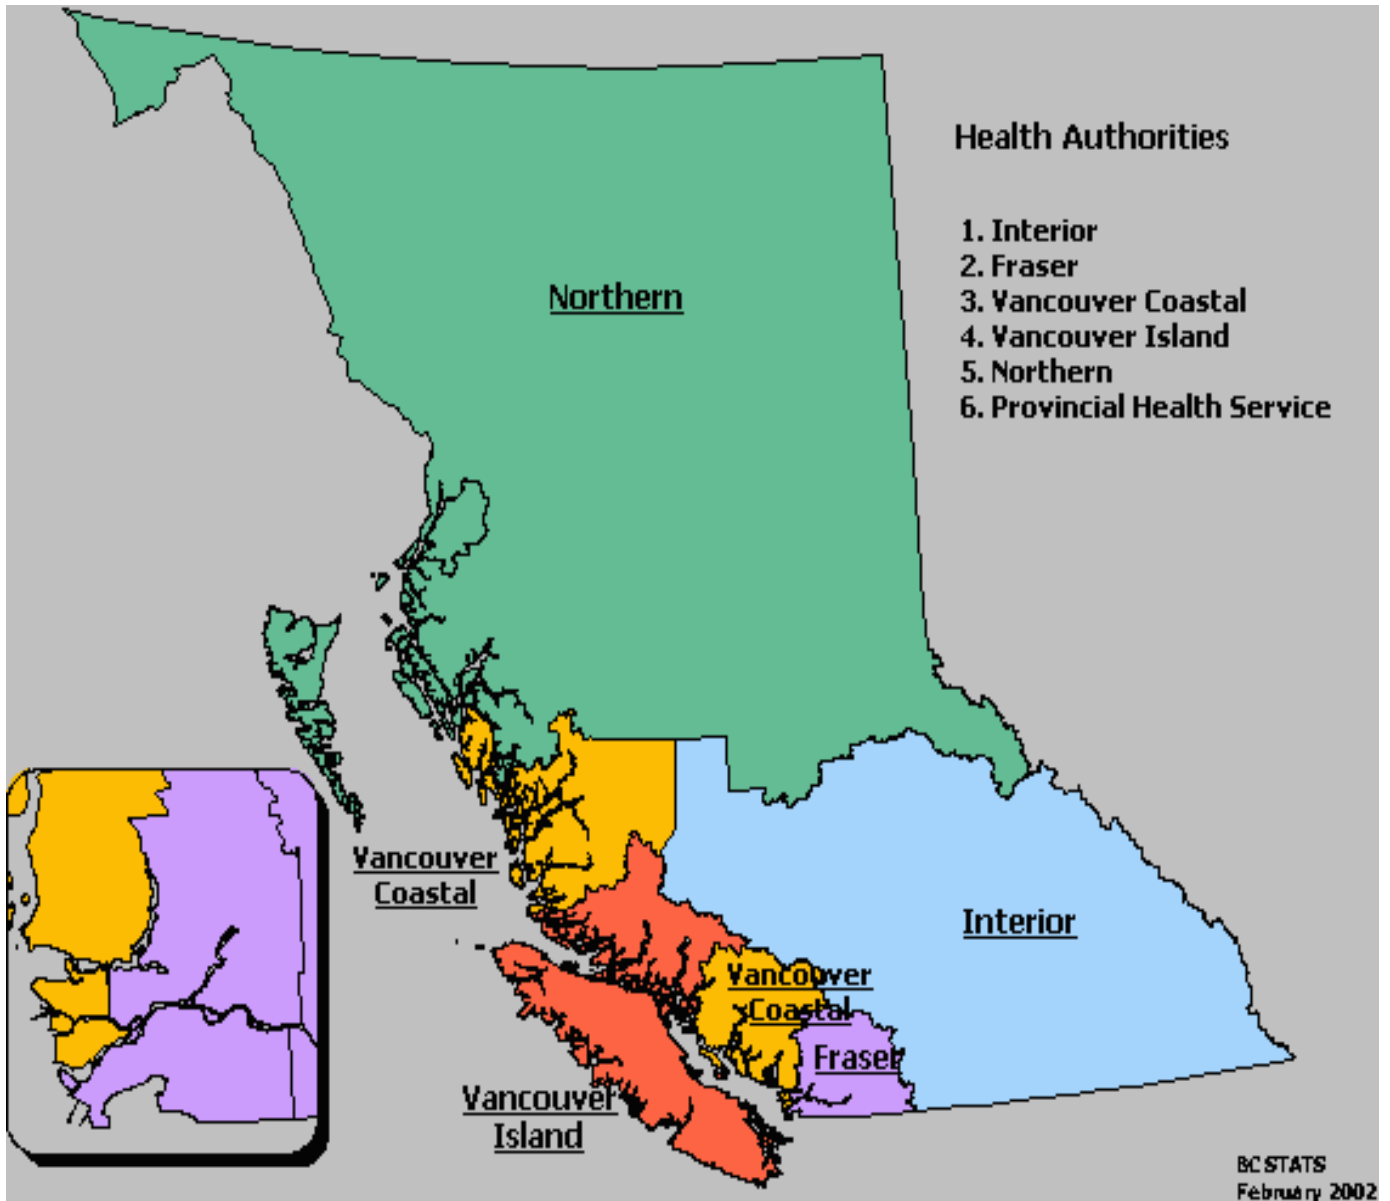 Health Authorities
1. Interior
2. Fraser
3. Vancouver Coastal
4. Vancouver Island
5. Northern
6. Provincial Health Service
Northern
Vancouver
Coastal
Interior
Vancouver
Coastal
Fraser
Vancouver
Island
BC STATS
February 2002